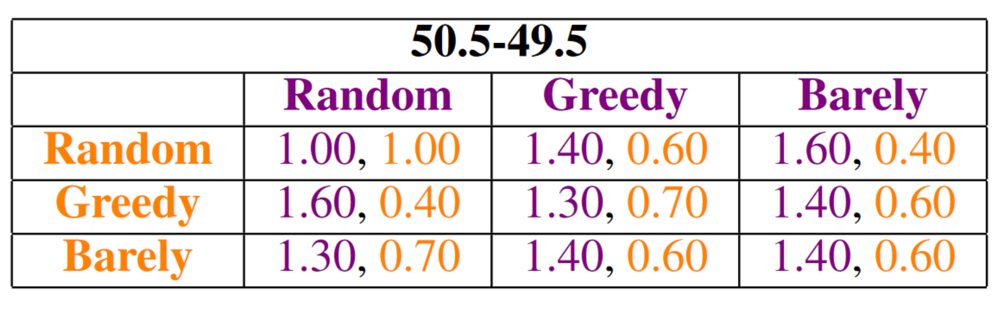 50.5-49.5
Random Greedy Barely
Random 1.00, 1.00 1.40, 0.60 1.60, 0.40
Greedy 1.60, 0.40 1.30, 0.70 1.40, 0.60
Barely 1.30, 0.70 1.40, 0.60 1.40, 0.60